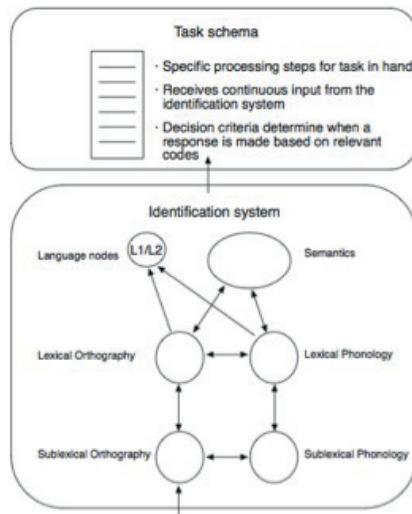 Task schema
· Specific processing steps for task in hand
· Receives continuous input from the
identification system
· Decision criteria determine when a
response is made based on relevant
codes
Identification system
Language nodes
L1/L2
Semantics
Lexical Orthography
Lexical Phonology
Sublexical Orthography
Sublexical Phonology